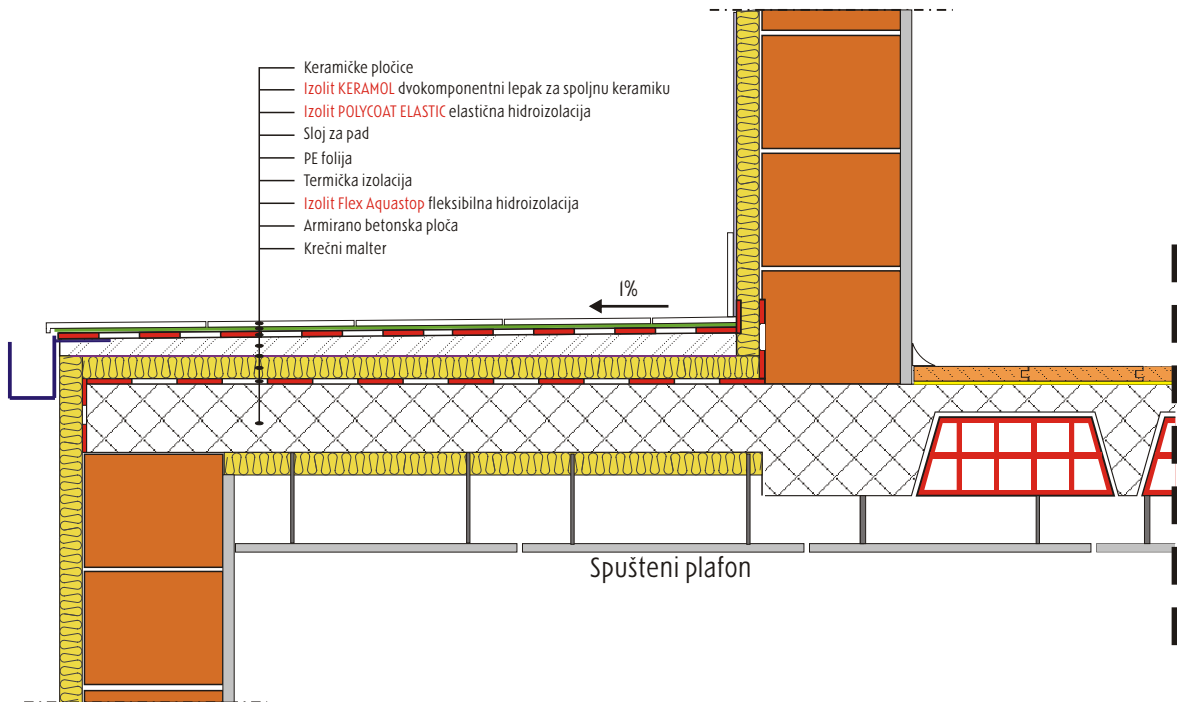 Keramičke pločice
Izolit KERAMOL dvokomponentni lepak za spoljnu keramiku
Izolit POLYCOAT ELASTIC elastična hidroizolacija
Sloj za pad
PE folija
Termička izolacija
Izolit Flex Aquastop fleksibilna hidroizolacija
Armirano betonska ploča
Krečni malter
1%
Spušteni plafon